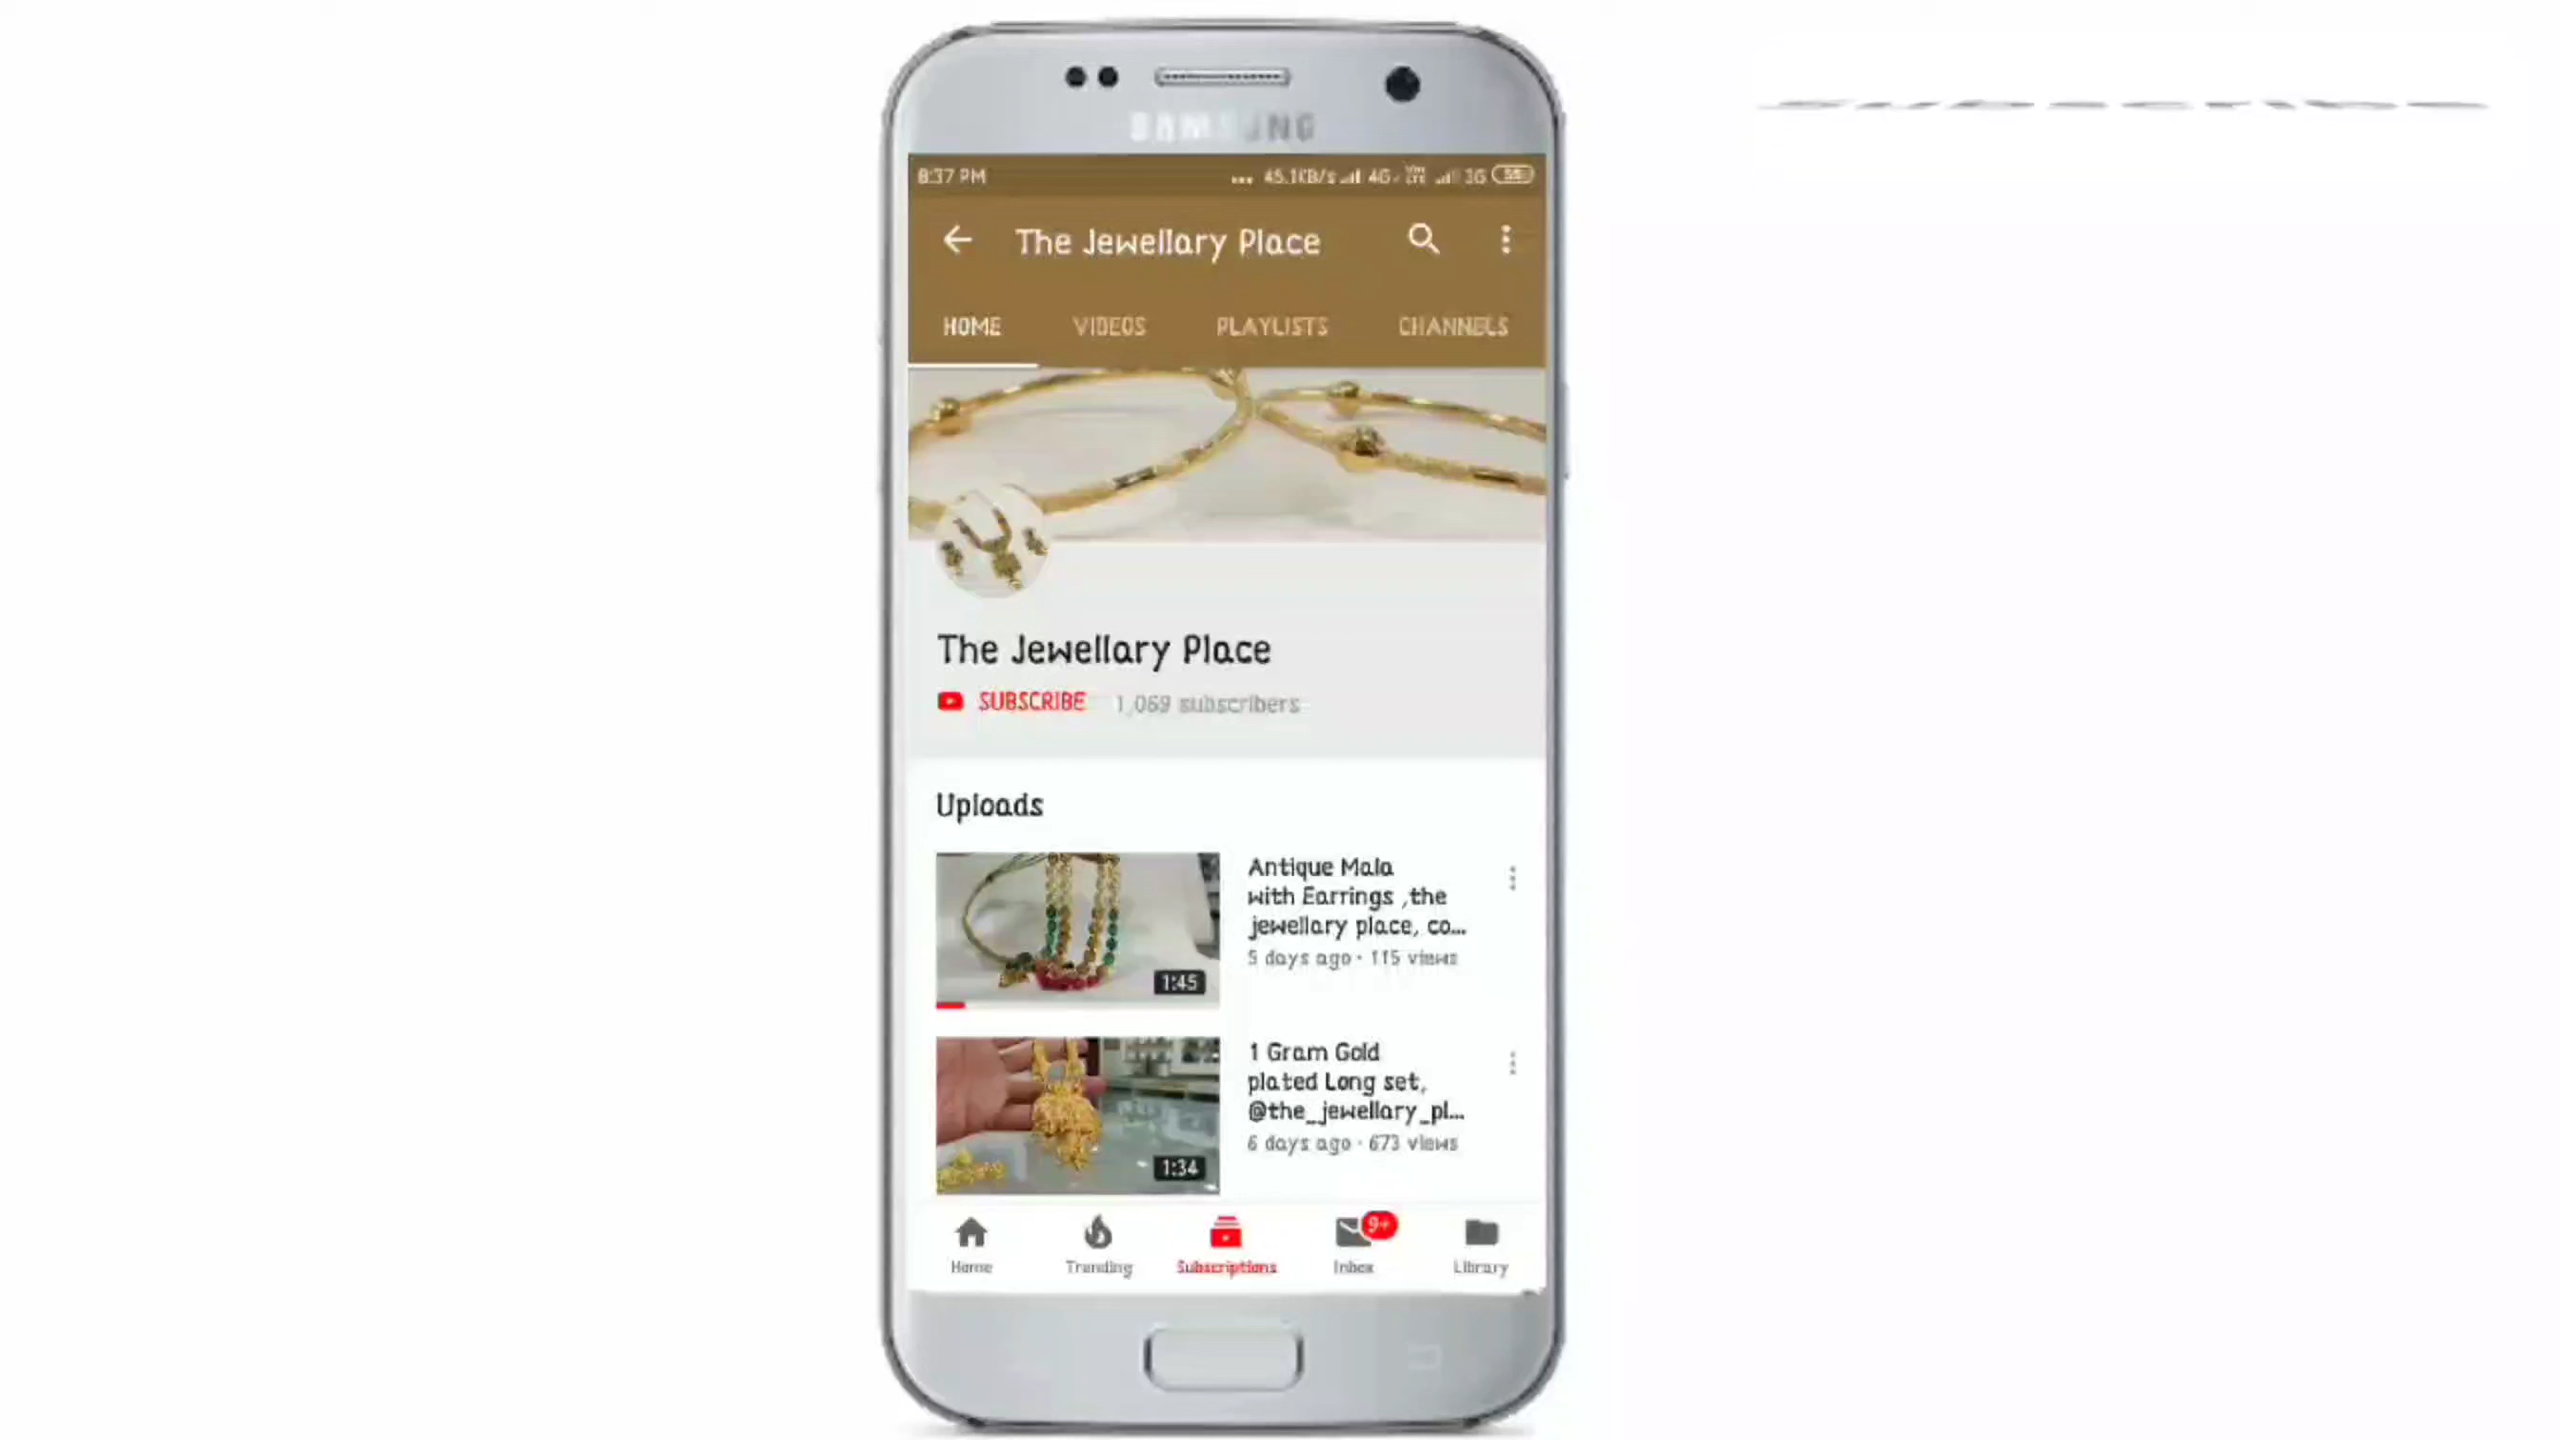 SAMSUNG
8:37 PM ... 45.1KB/s 4G 3G
The Jewellary Place
HOME VIDEOS PLAYLISTS CHANNELS
The Jewellary Place
SUBSCRIBE 1,069 subscribers
Uploads
Antique Mala
with Earrings ,the
jewellary place, co...
5 days ago · 115 views
1:45
1 Gram Gold
plated Long set,
@the_jewellary_pl...
6 days ago · 673 views
1:34
9+
Home Trending Subscriptions Inbox Library